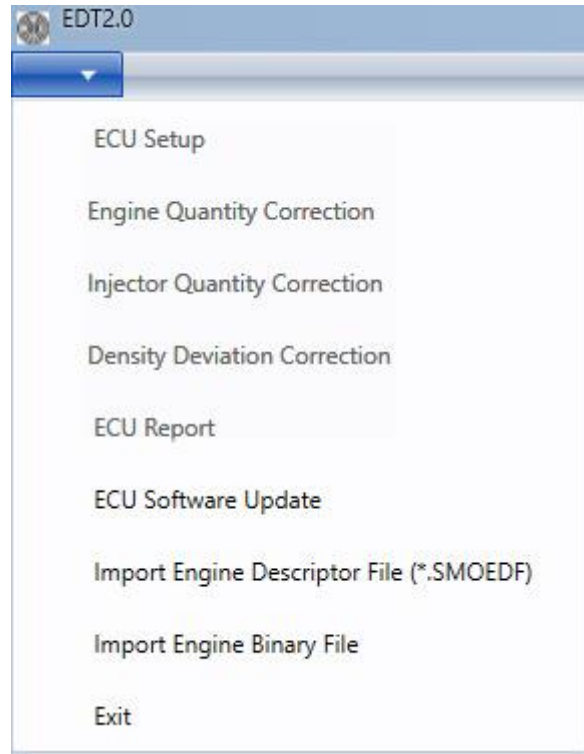 EDT2.0
ECU Setup
Engine Quantity Correction
Injector Quantity Correction
Density Deviation Correction
ECU Report
ECU Software Update
Import Engine Descriptor File (*.SMOEDF)
Import Engine Binary File
Exit